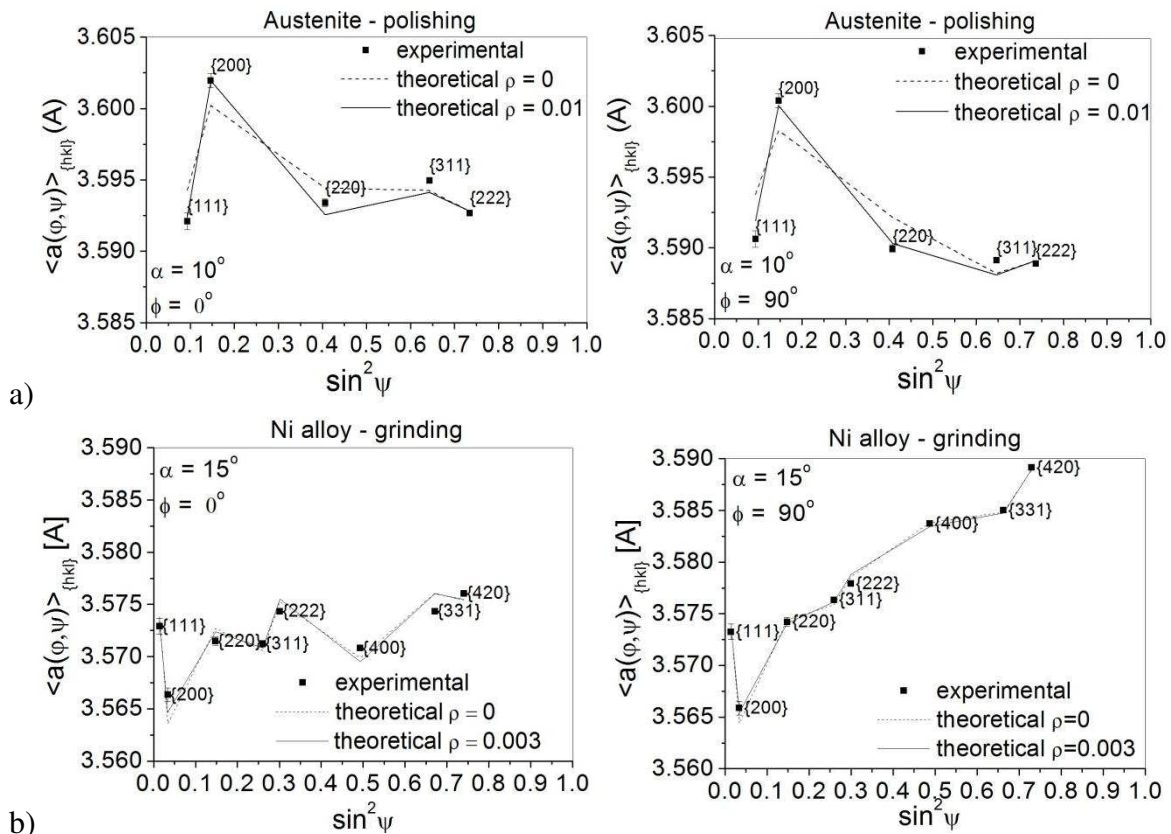 Austenite - polishing
3.605
3.600
3.595
3.590
3.585
<a(φ,ψ)>{hkl} (A)
experimental
theoretical ρ = 0
theoretical ρ = 0.01
{200}
{111}
{220}
{311}
{222}
α = 10°
ϕ = 0°
0.0 0.1 0.2 0.3 0.4 0.5 0.6 0.7 0.8 0.9 1.0
sin²ψ
Austenite - polishing
3.605
3.600
3.595
3.590
3.585
<a(φ,ψ)>{hkl} (A)
experimental
theoretical ρ = 0
theoretical ρ = 0.01
{200}
{111}
{220}
{311}
{222}
α = 10°
ϕ = 90°
0.0 0.1 0.2 0.3 0.4 0.5 0.6 0.7 0.8 0.9 1.0
sin²ψ
a)
Ni alloy - grinding
3.590
3.585
3.580
3.575
3.570
3.565
3.560
<a(φ,ψ)>{hkl} [A]
α = 15°
ϕ = 0°
{111}
{200}
{220}
{311}
{222}
{400}
{331}
{420}
experimental
theoretical ρ = 0
theoretical ρ = 0.003
0.0 0.1 0.2 0.3 0.4 0.5 0.6 0.7 0.8 0.9 1.0
sin²ψ
Ni alloy - grinding
3.590
3.585
3.580
3.575
3.570
3.565
3.560
<a(φ,ψ)>{hkl} [A]
α = 15°
ϕ = 90°
{111}
{200}
{220}
{311}
{222}
{400}
{331}
{420}
experimental
theoretical ρ=0
theoretical ρ=0.003
0.0 0.1 0.2 0.3 0.4 0.5 0.6 0.7 0.8 0.9 1.0
sin²ψ
b)